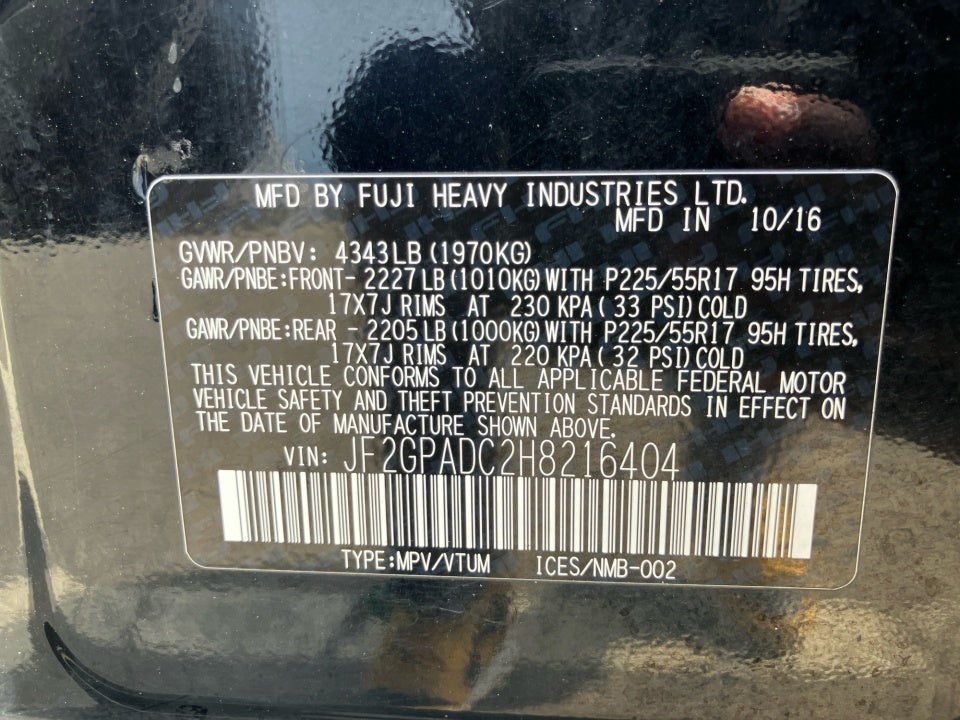 MFD BY FUJI HEAVY INDUSTRIES LTD.
MFD IN 10/16
GVWR/PNBV: 4343LB (1970KG)
GAWR/PNBE:FRONT- 2227LB (1010KG) WITH P225/55R17 95H TIRES,
17X7J RIMS AT 230 KPA( 33 PSI) COLD
GAWR/PNBE:REAR - 2205LB (1000KG) WITH P225/55R17 95H TIRES,
17X7J RIMS AT 220 KPA( 32 PSI) COLD
THIS VEHICLE CONFORMS TO ALL APPLICABLE FEDERAL MOTOR
VEHICLE SAFETY AND THEFT PREVENTION STANDARDS IN EFFECT ON
THE DATE OF MANUFACTURE SHOWN ABOVE.
VIN: JF2GPADC2H8216404
TYPE:MPV/VTUM ICES/NMB-002